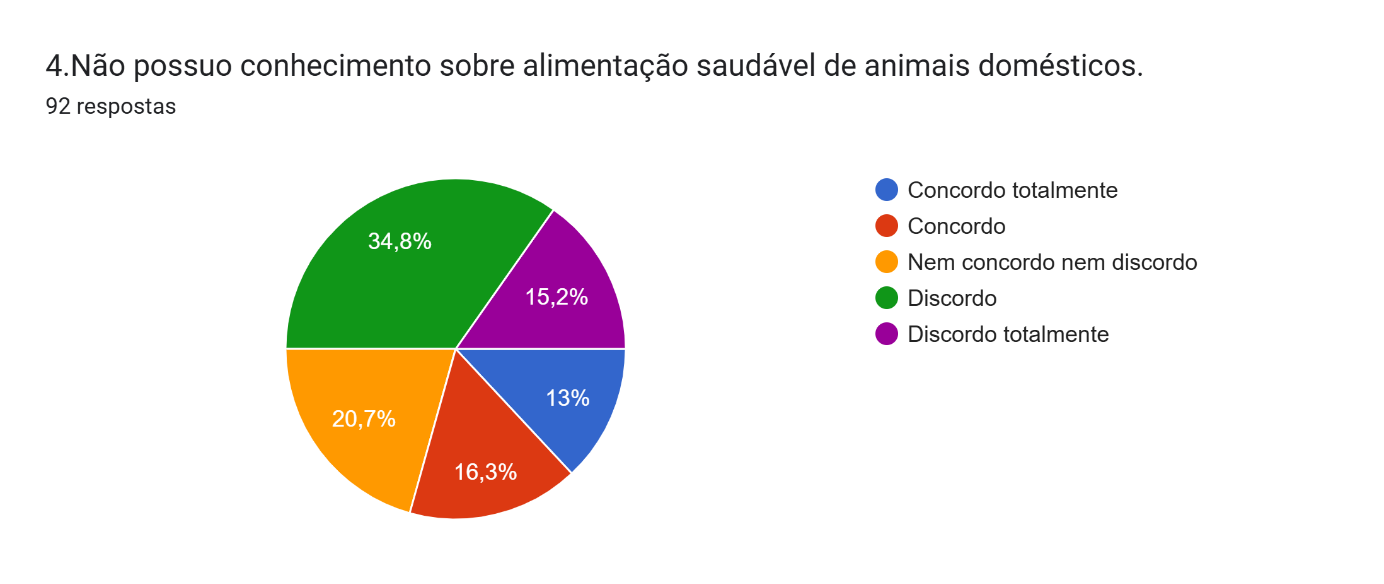 4.Não possuo conhecimento sobre alimentação saudável de animais domésticos.
92 respostas
34,8%
15,2%
13%
20,7%
16,3%
Concordo totalmente
Concordo
Nem concordo nem discordo
Discordo
Discordo totalmente